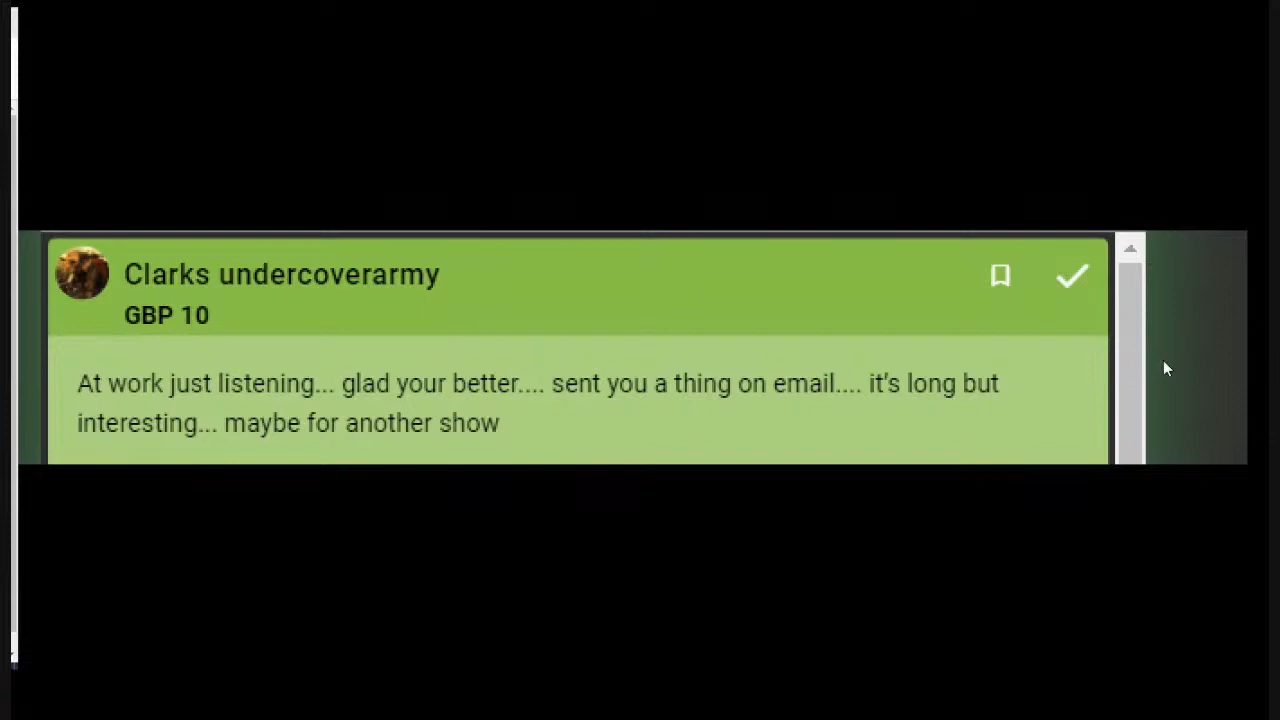 Clarks undercoverarmy
GBP 10
At work just listening... glad your better.... sent you a thing on email.... it's long but
interesting... maybe for another show